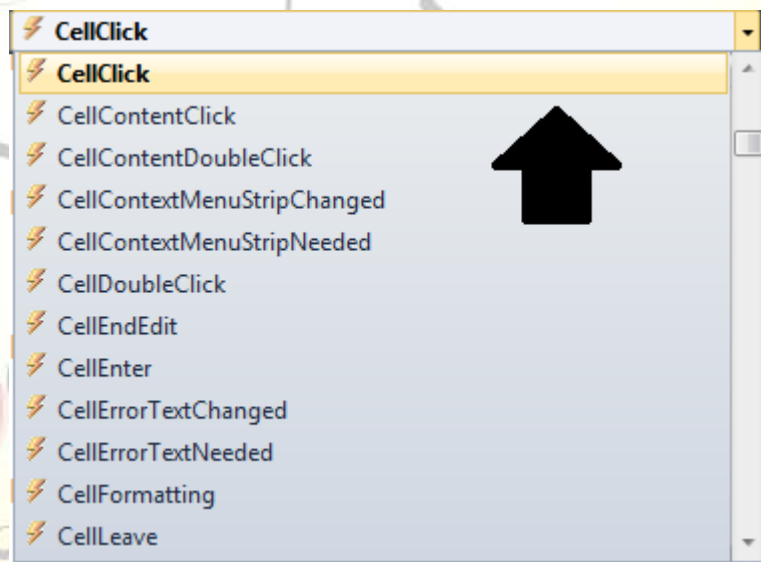 CellClick
CellClick
CellContentClick
CellContentDoubleClick
CellContextMenuStripChanged
CellContextMenuStripNeeded
CellDoubleClick
CellEndEdit
CellEnter
CellErrorTextChanged
CellErrorTextNeeded
CellFormatting
CellLeave